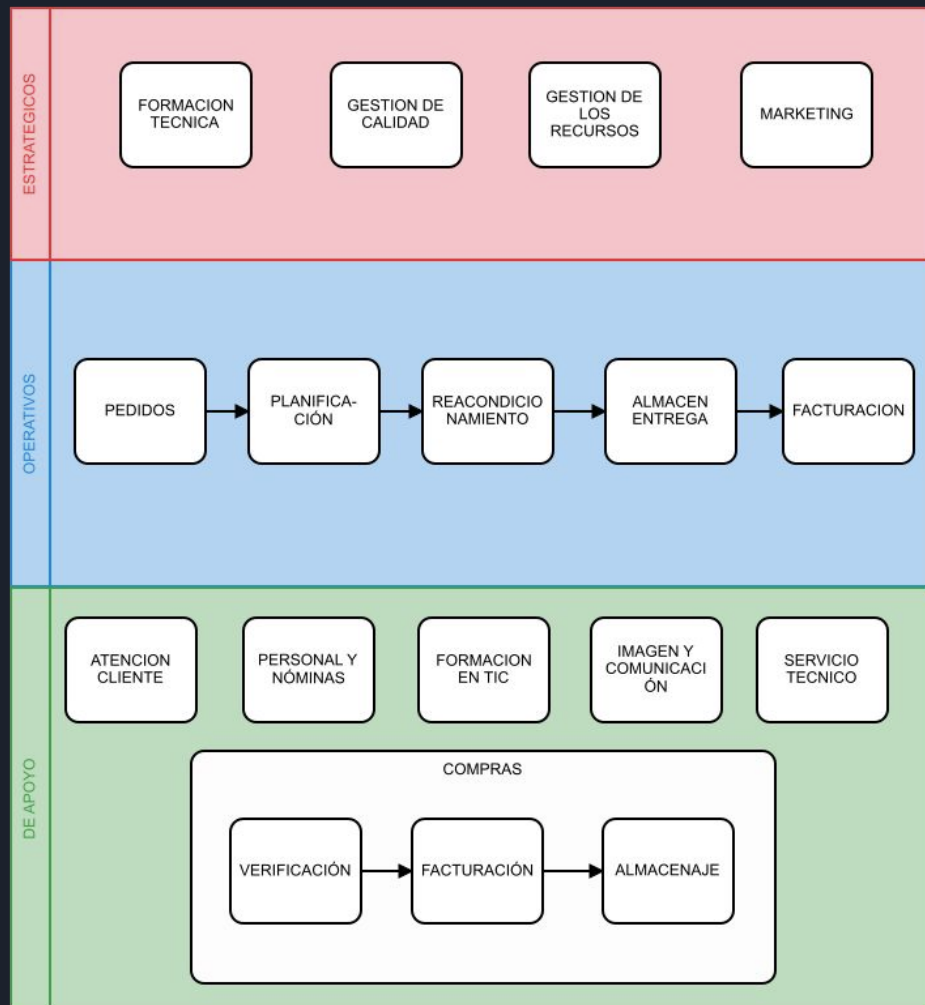 ESTRATEGICOS
FORMACION
TECNICA
GESTION DE
CALIDAD
GESTION DE
LOS
RECURSOS
MARKETING
OPERATIVOS
PEDIDOS
PLANIFICA-
CIÓN
REACONDICIO
NAMIENTO
ALMACEN
ENTREGA
FACTURACION
DE APOYO
ATENCION
CLIENTE
PERSONAL Y
NÓMINAS
FORMACION
EN TIC
IMAGEN Y
COMUNICACI
ÓN
SERVICIO
TECNICO
COMPRAS
VERIFICACIÓN
FACTURACIÓN
ALMACENAJE